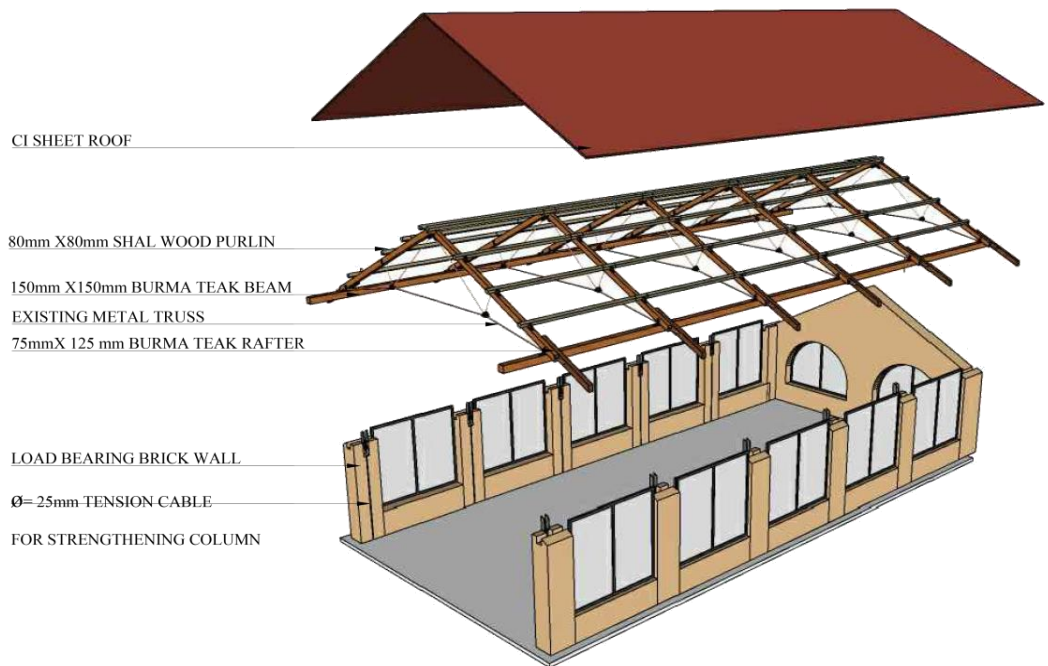 CI SHEET ROOF
80mm X80mm SHAL WOOD PURLIN
150mm X150mm BURMA TEAK BEAM
EXISTING METAL TRUSS
75mmX 125 mm BURMA TEAK RAFTER
LOAD BEARING BRICK WALL
Ø= 25mm TENSION CABLE
FOR STRENGTHENING COLUMN